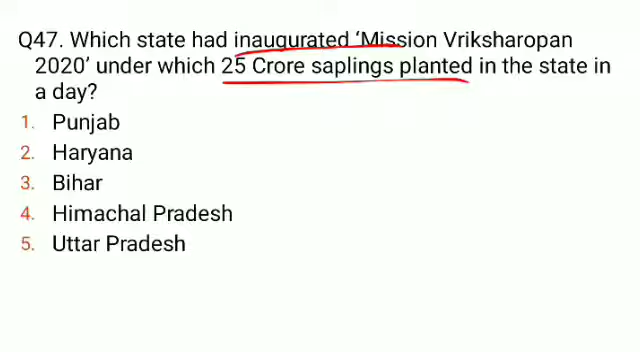 Q47. Which state had inaugurated ‘Mission Vriksharopan
2020’ under which 25 Crore saplings planted in the state in
a day?
1. Punjab
2. Haryana
3. Bihar
4. Himachal Pradesh
5. Uttar Pradesh